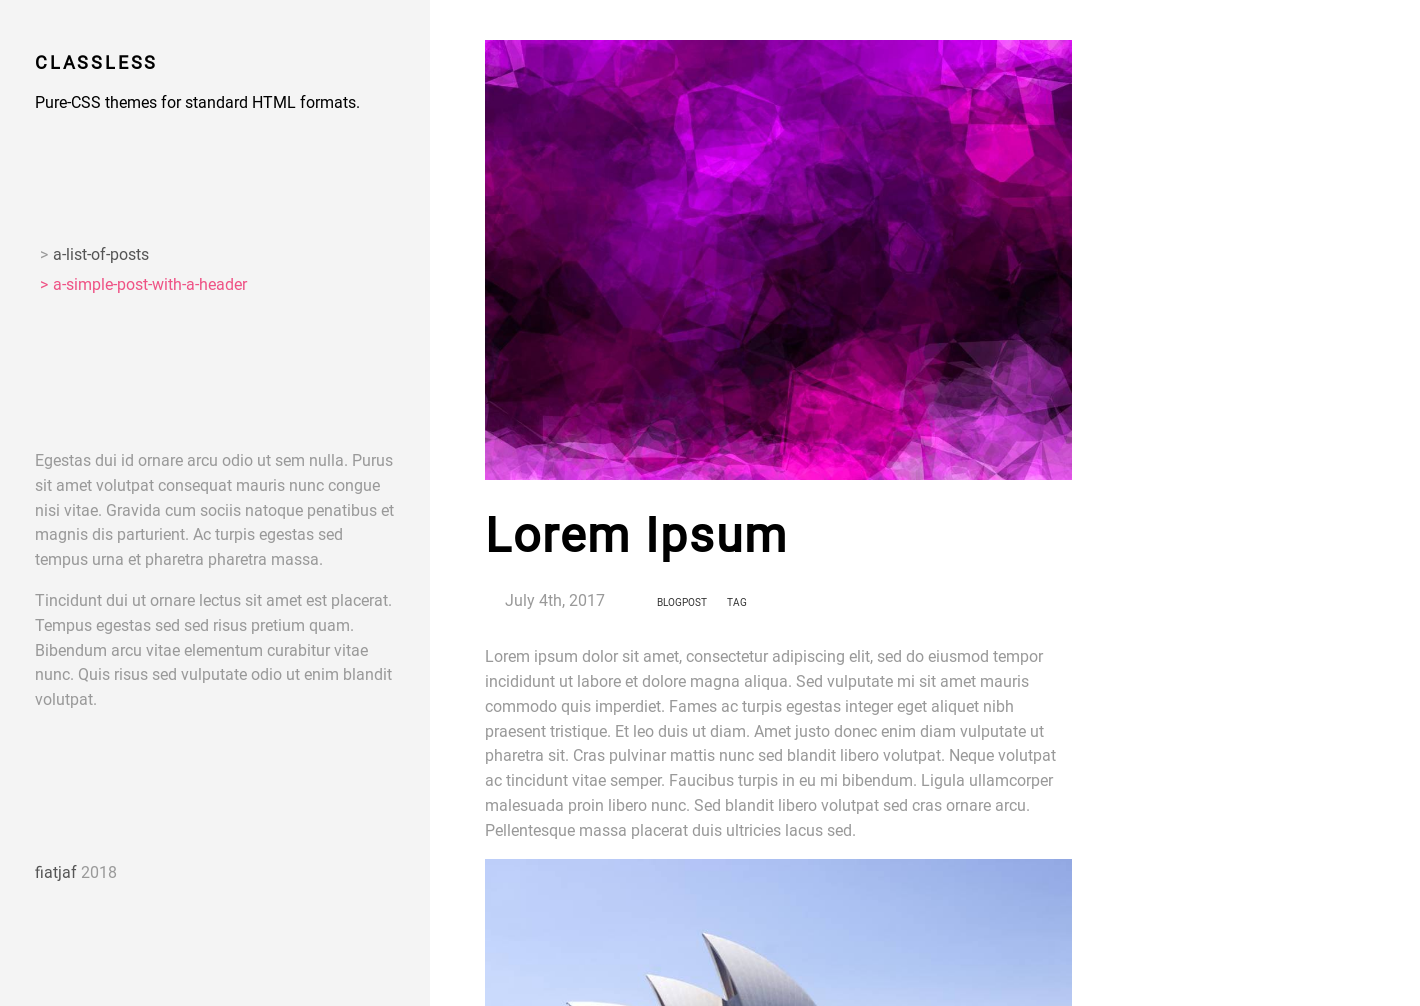 CLASSLESS
Pure-CSS themes for standard HTML formats.
> a-list-of-posts
> a-simple-post-with-a-header
Egestas dui id ornare arcu odio ut sem nulla. Purus
sit amet volutpat consequat mauris nunc congue
nisi vitae. Gravida cum sociis natoque penatibus et
magnis dis parturient. Ac turpis egestas sed
tempus urna et pharetra pharetra massa.
Tincidunt dui ut ornare lectus sit amet est placerat.
Tempus egestas sed sed risus pretium quam.
Bibendum arcu vitae elementum curabitur vitae
nunc. Quis risus sed vulputate odio ut enim blandit
volutpat.
fiatjaf 2018
Lorem Ipsum
July 4th, 2017 BLOGPOST TAG
Lorem ipsum dolor sit amet, consectetur adipiscing elit, sed do eiusmod tempor
incididunt ut labore et dolore magna aliqua. Sed vulputate mi sit amet mauris
commodo quis imperdiet. Fames ac turpis egestas integer eget aliquet nibh
praesent tristique. Et leo duis ut diam. Amet justo donec enim diam vulputate ut
pharetra sit. Cras pulvinar mattis nunc sed blandit libero volutpat. Neque volutpat
ac tincidunt vitae semper. Faucibus turpis in eu mi bibendum. Ligula ullamcorper
malesuada proin libero nunc. Sed blandit libero volutpat sed cras ornare arcu.
Pellentesque massa placerat duis ultricies lacus sed.